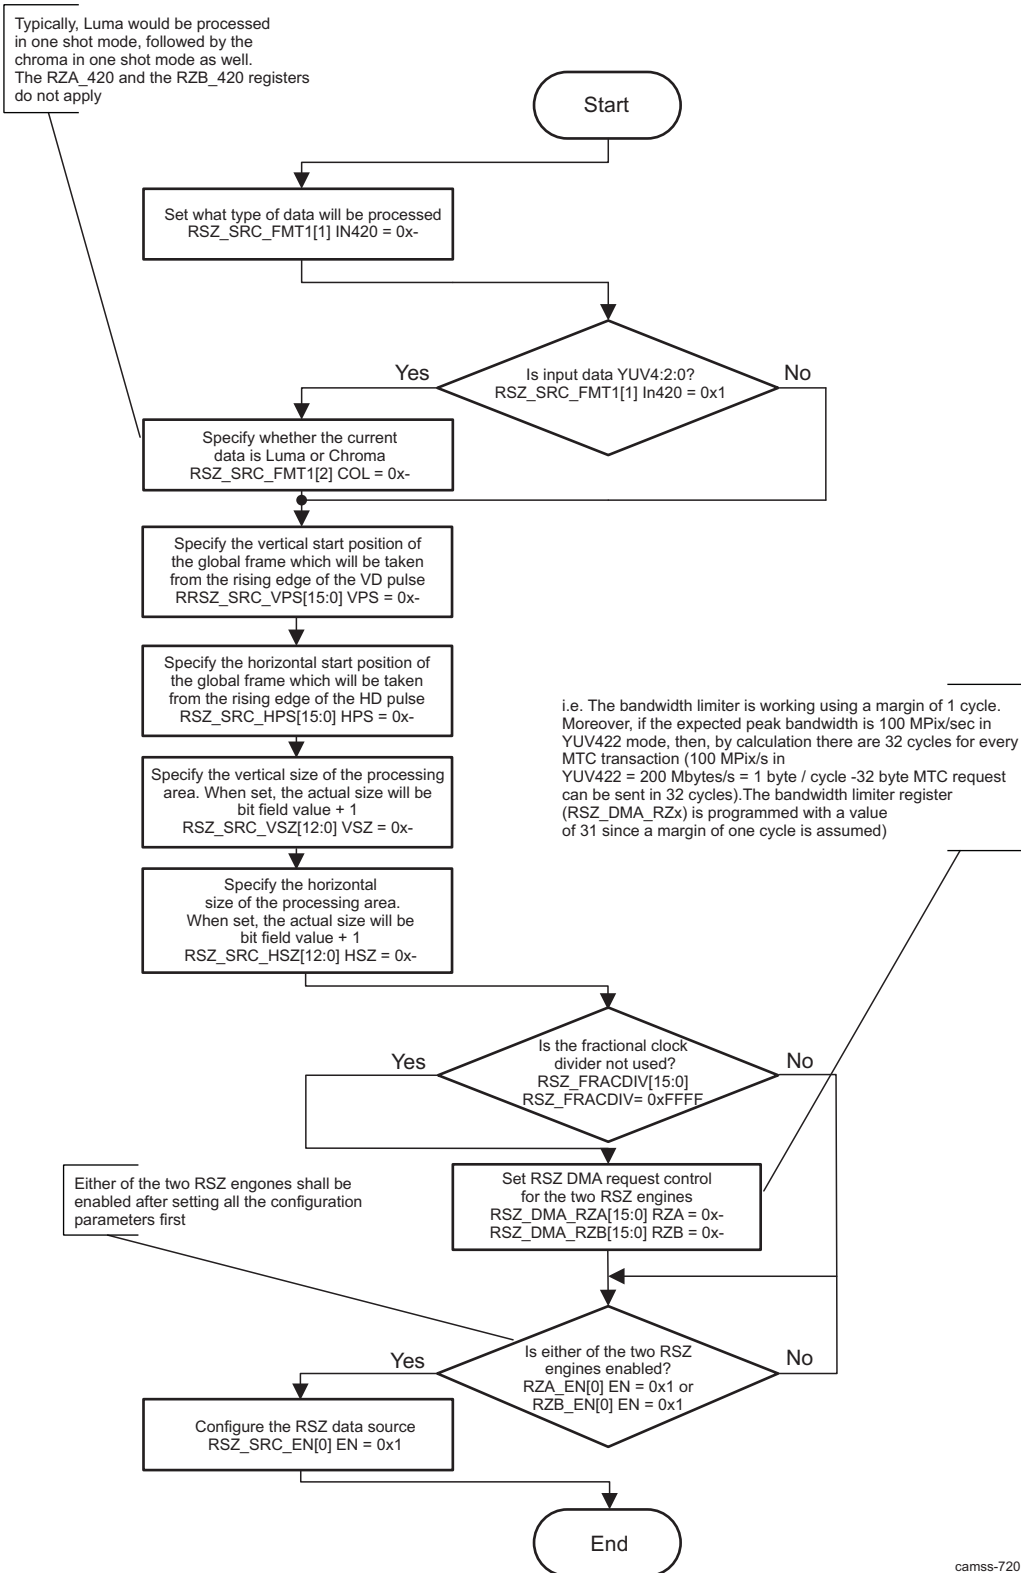 Typically, Luma would be processed
in one shot mode, followed by the
chroma in one shot mode as well.
The RZA_420 and the RZB_420 registers
do not apply
Start
Set what type of data will be processed
RSZ_SRC_FMT1[1] IN420 = 0x-
Yes
Is input data YUV4:2:0?
RSZ_SRC_FMT1[1] In420 = 0x1
No
Specify whether the current
data is Luma or Chroma
RSZ_SRC_FMT1[2] COL = 0x-
Specify the vertical start position of
the global frame which will be taken
from the rising edge of the VD pulse
RRSZ_SRC_VPS[15:0] VPS = 0x-
Specify the horizontal start position of
the global frame which will be taken
from the rising edge of the HD pulse
RSZ_SRC_HPS[15:0] HPS = 0x-
i.e. The bandwidth limiter is working using a margin of 1 cycle.
Moreover, if the expected peak bandwidth is 100 MPix/sec in
YUV422 mode, then, by calculation there are 32 cycles for every
MTC transaction (100 MPix/s in
YUV422 = 200 Mbytes/s = 1 byte / cycle -32 byte MTC request
can be sent in 32 cycles).The bandwidth limiter register
(RSZ_DMA_RZx) is programmed with a value
of 31 since a margin of one cycle is assumed)
Specify the vertical size of the processing
area. When set, the actual size will be
bit field value + 1
RSZ_SRC_VSZ[12:0] VSZ = 0x-
Specify the horizontal
size of the processing area.
When set, the actual size will be
bit field value + 1
RSZ_SRC_HSZ[12:0] HSZ = 0x-
Yes
Is the fractional clock
divider not used?
RSZ_FRACDIV[15:0]
RSZ_FRACDIV= 0xFFFF
No
Either of the two RSZ engones shall be
enabled after setting all the configuration
parameters first
Set RSZ DMA request control
for the two RSZ engines
RSZ_DMA_RZA[15:0] RZA = 0x-
RSZ_DMA_RZB[15:0] RZB = 0x-
Yes
Is either of the two RSZ
engines enabled?
RZA_EN[0] EN = 0x1 or
RZB_EN[0] EN = 0x1
No
Configure the RSZ data source
RSZ_SRC_EN[0] EN = 0x1
End
camss-720